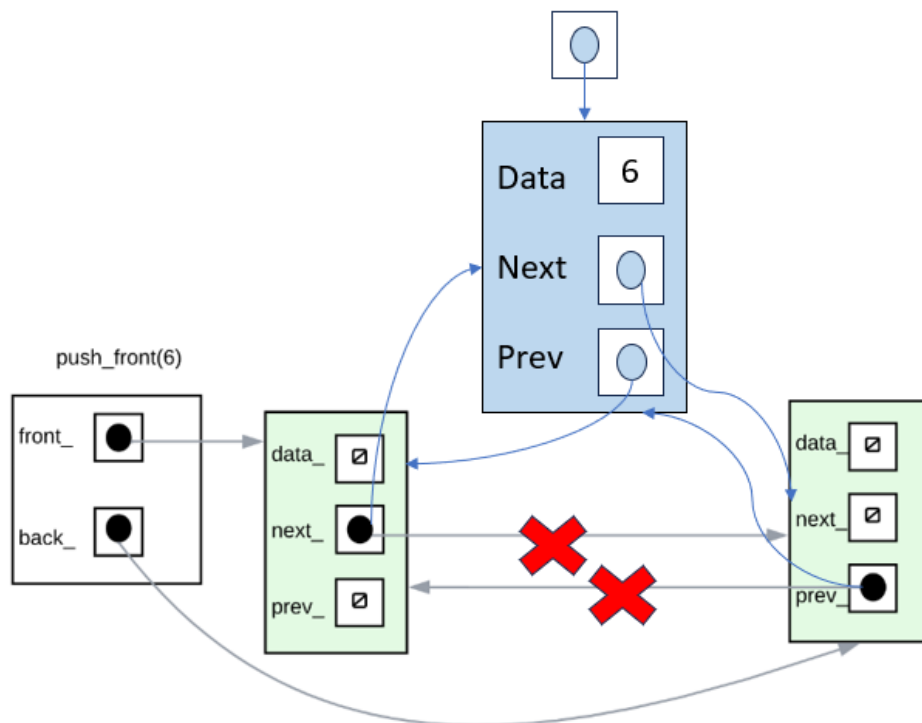 Data 6
Next
Prev
push_front(6)
front_
back_
data_
next_
prev_
data_
next_
prev_